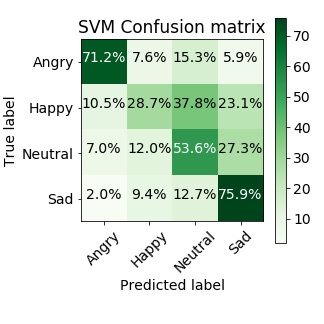 SVM Confusion matrix
True label
Angry 71.2% 7.6% 15.3% 5.9%
Happy 10.5% 28.7% 37.8% 23.1%
Neutral 7.0% 12.0% 53.6% 27.3%
Sad 2.0% 9.4% 12.7% 75.9%
Angry Happy Neutral Sad
Predicted label
70
60
50
40
30
20
10